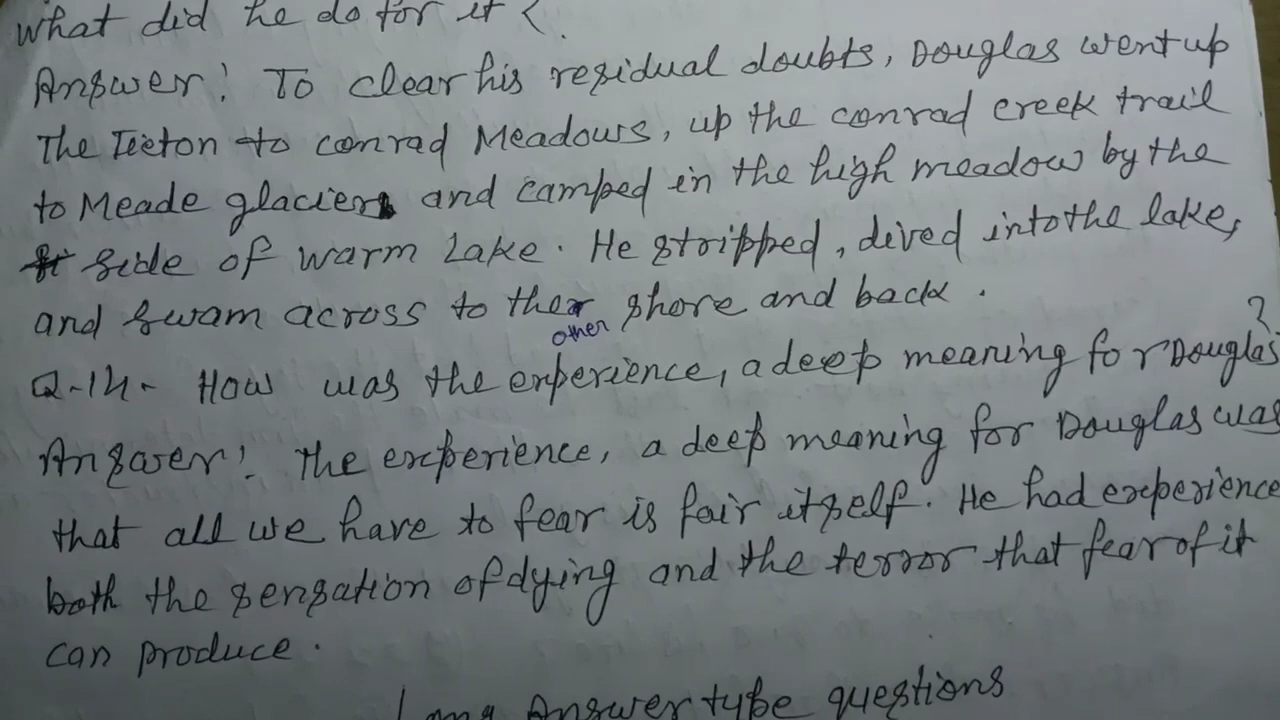 What did he do for it ?
Answer! To clear his residual doubts, Douglas went up
The Tieton to conrad Meadows, up the conrad creek trail
to Meade glacier and camped in the high meadow by the
side of warm Lake. He stripped, dived into the lake,
and swam across to the other shore and back.
Q-14- How was the experience, a deep meaning for Douglas?
Answer! The experience, a deep meaning for Douglas was
that all we have to fear is fair itself. He had experience
both the sensation of dying and the terror that fear of it
can produce.
Long Answer type questions